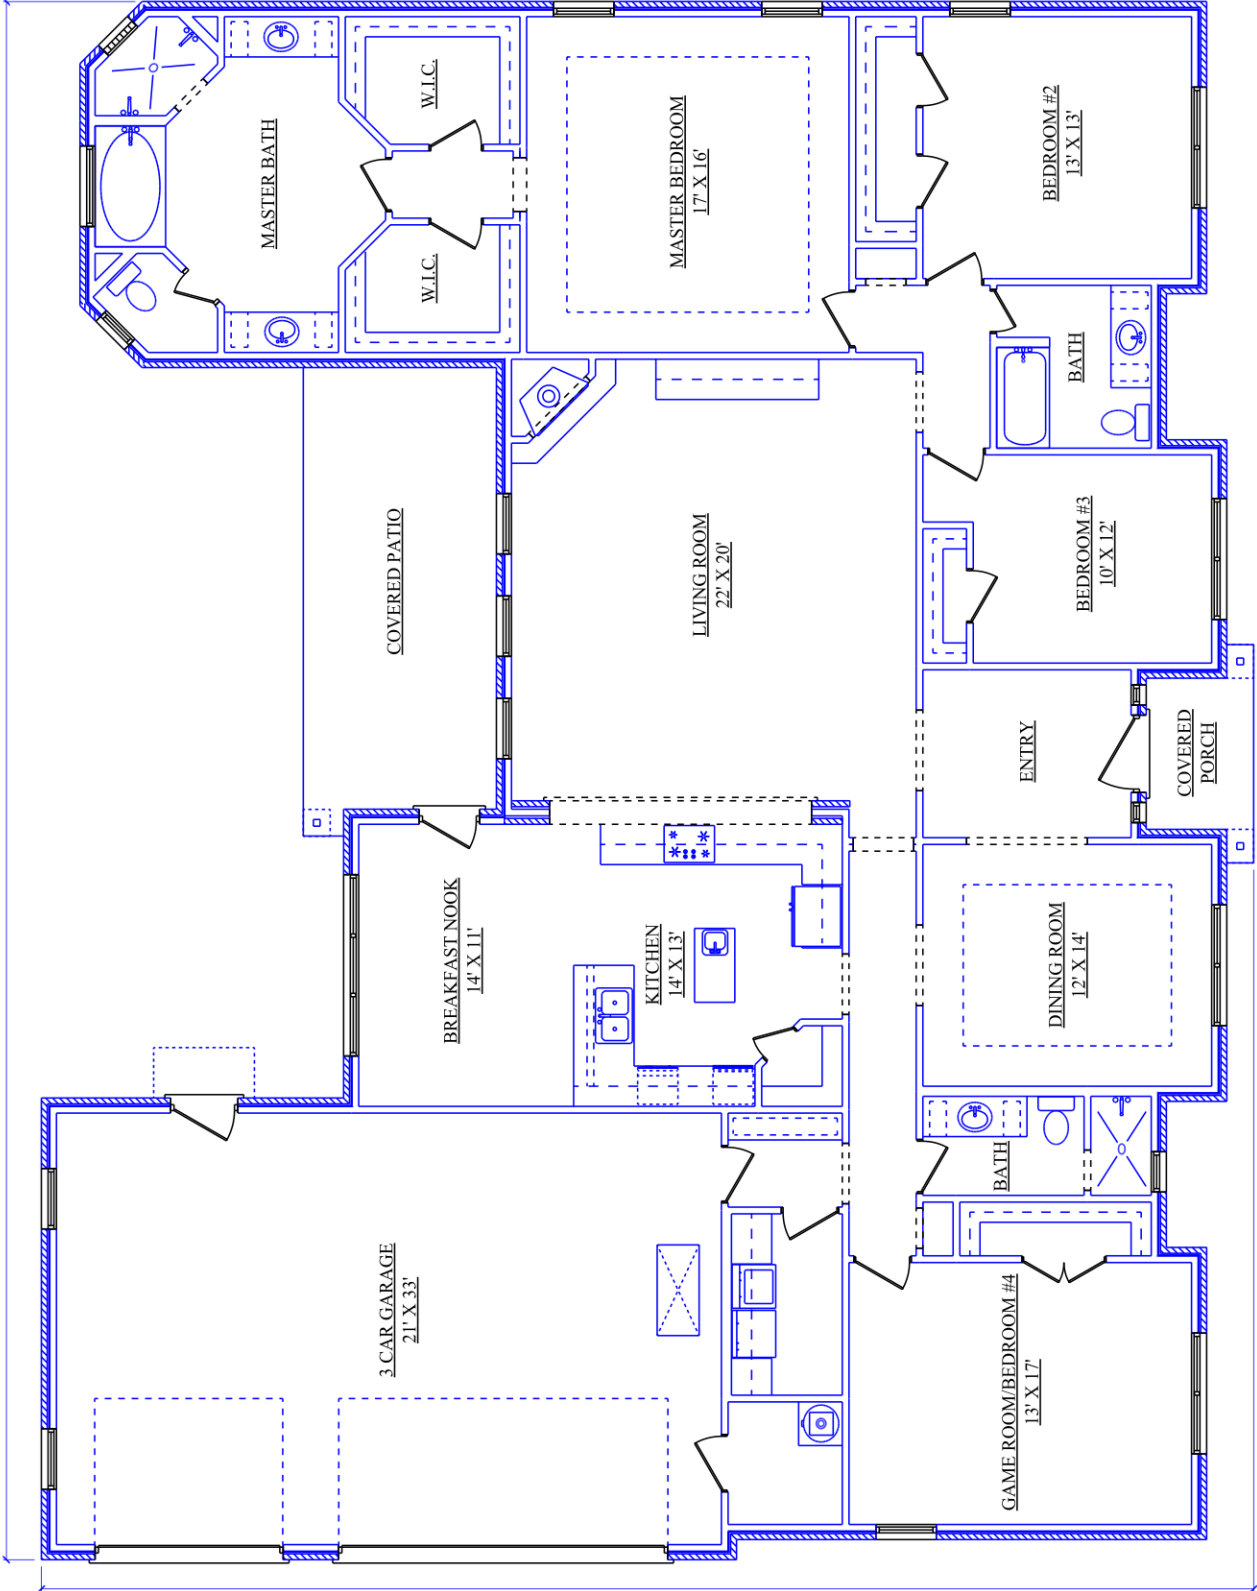 MASTER BATH
W.I.C.
W.I.C.
MASTER BEDROOM
17' X 16'
BEDROOM #2
13' X 13'
BATH
COVERED PATIO
LIVING ROOM
22' X 20'
BEDROOM #3
10' X 12'
ENTRY
COVERED
PORCH
BREAKFAST NOOK
14' X 11'
KITCHEN
14' X 13'
DINING ROOM
12' X 14'
BATH
3 CAR GARAGE
21' X 33'
GAME ROOM/BEDROOM #4
13' X 17'